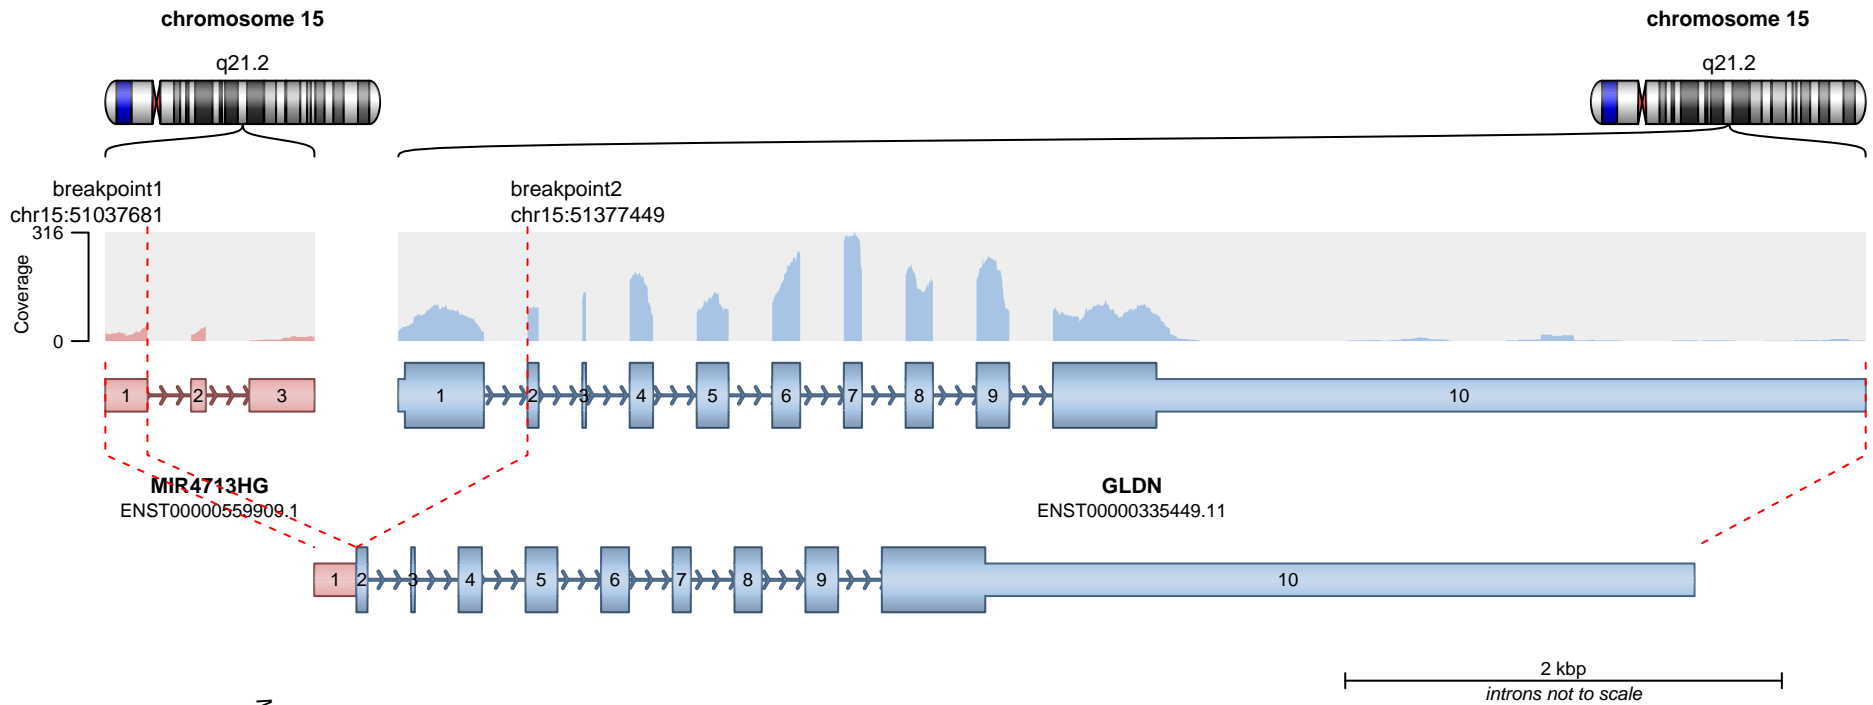 chromosome 15
chromosome 15
q21.2
q21.2
breakpoint1
chr15:51037681
breakpoint2
chr15:51377449
316
Coverage
0
1 2 3
1 2 3 4 5 6 7 8 9 10
MIR4713HG
ENST00000559909.1
GLDN
ENST00000335449.11
1 2 3 4 5 6 7 8 9 10
2 kbp
introns not to scale